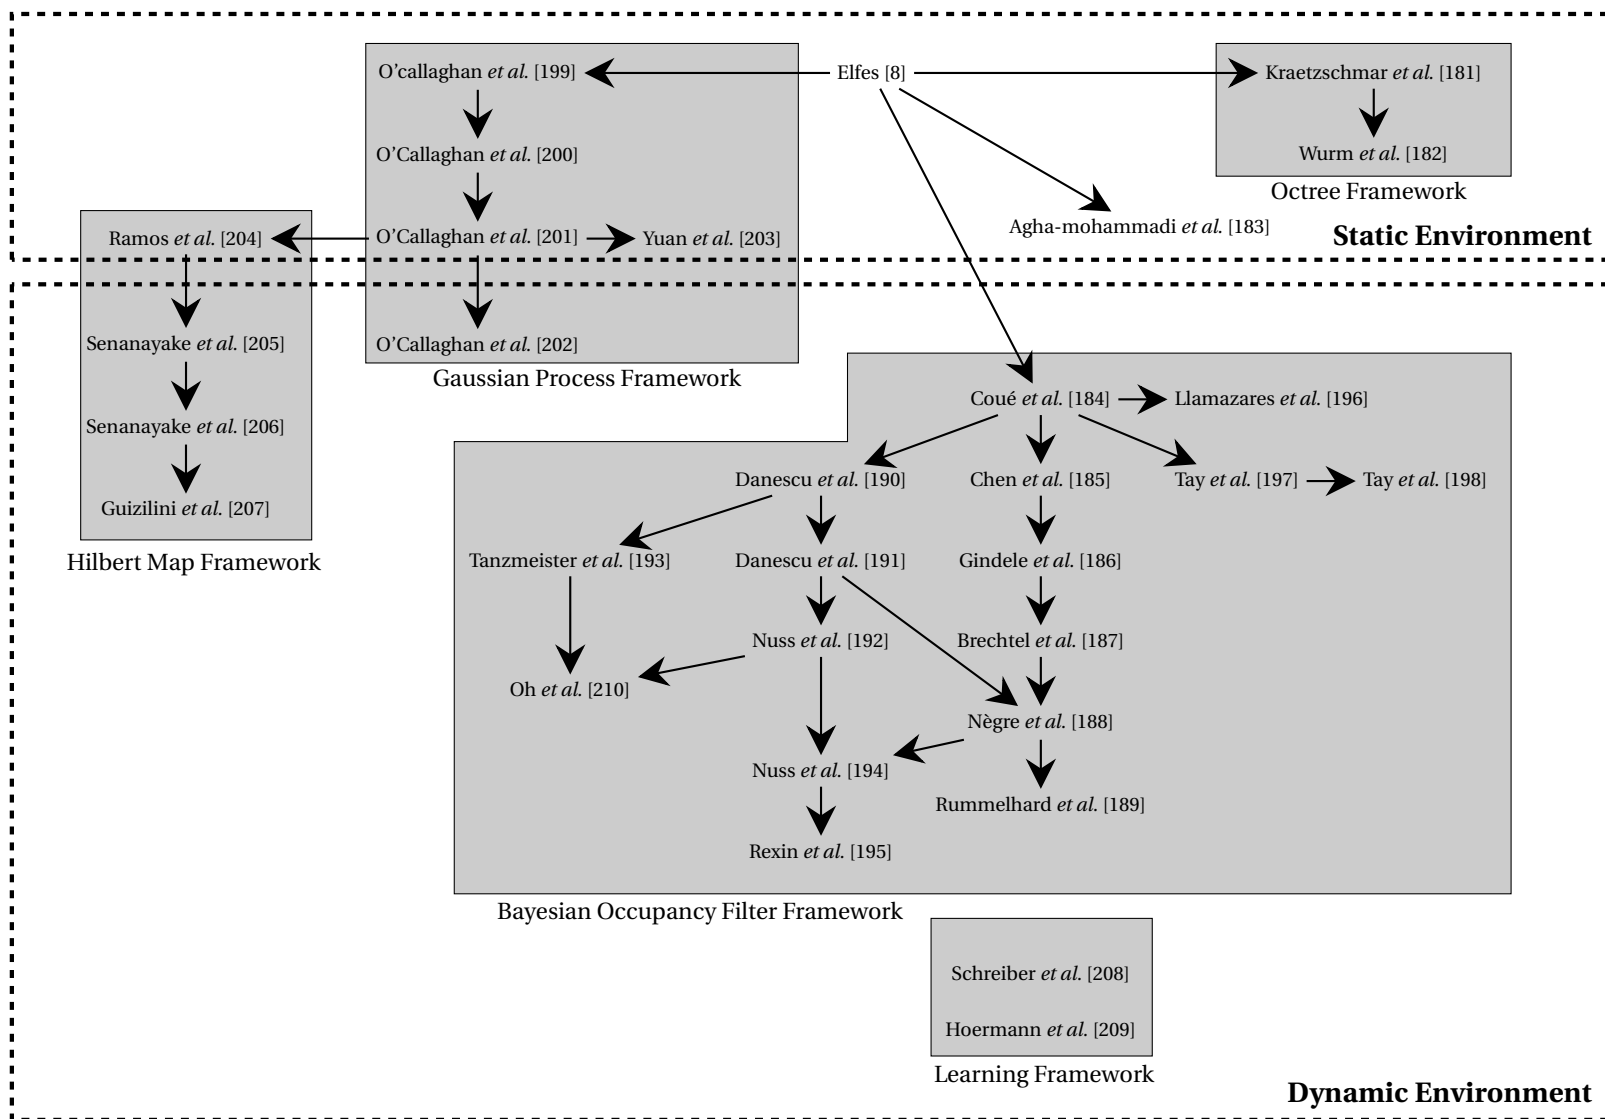 O'callaghan et al. [199]
Elfes [8]
Kraetzschmar et al. [181]
O'Callaghan et al. [200]
Wurm et al. [182]
Octree Framework
Agha-mohammadi et al. [183]
Static Environment
Ramos et al. [204]
O'Callaghan et al. [201]
Yuan et al. [203]
Senanayake et al. [205]
O'Callaghan et al. [202]
Gaussian Process Framework
Coué et al. [184]
Llamazares et al. [196]
Senanayake et al. [206]
Danescu et al. [190]
Chen et al. [185]
Tay et al. [197]
Tay et al. [198]
Guizilini et al. [207]
Hilbert Map Framework
Tanzmeister et al. [193]
Danescu et al. [191]
Gindele et al. [186]
Nuss et al. [192]
Brechtel et al. [187]
Oh et al. [210]
Nègre et al. [188]
Nuss et al. [194]
Rummelhard et al. [189]
Rexin et al. [195]
Bayesian Occupancy Filter Framework
Schreiber et al. [208]
Hoermann et al. [209]
Learning Framework
Dynamic Environment